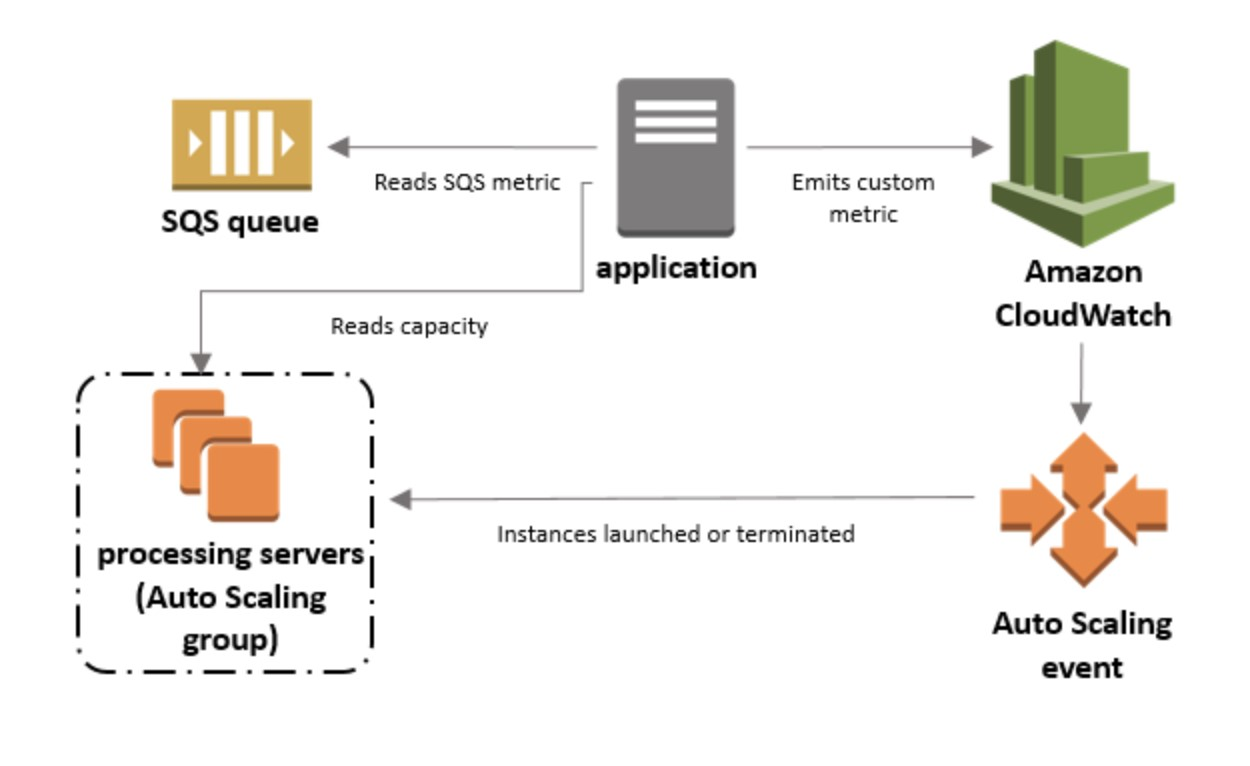 Reads SQS metric
Emits custom
metric
SQS queue
application
Amazon
CloudWatch
Reads capacity
Instances launched or terminated
processing servers
(Auto Scaling
group)
Auto Scaling
event